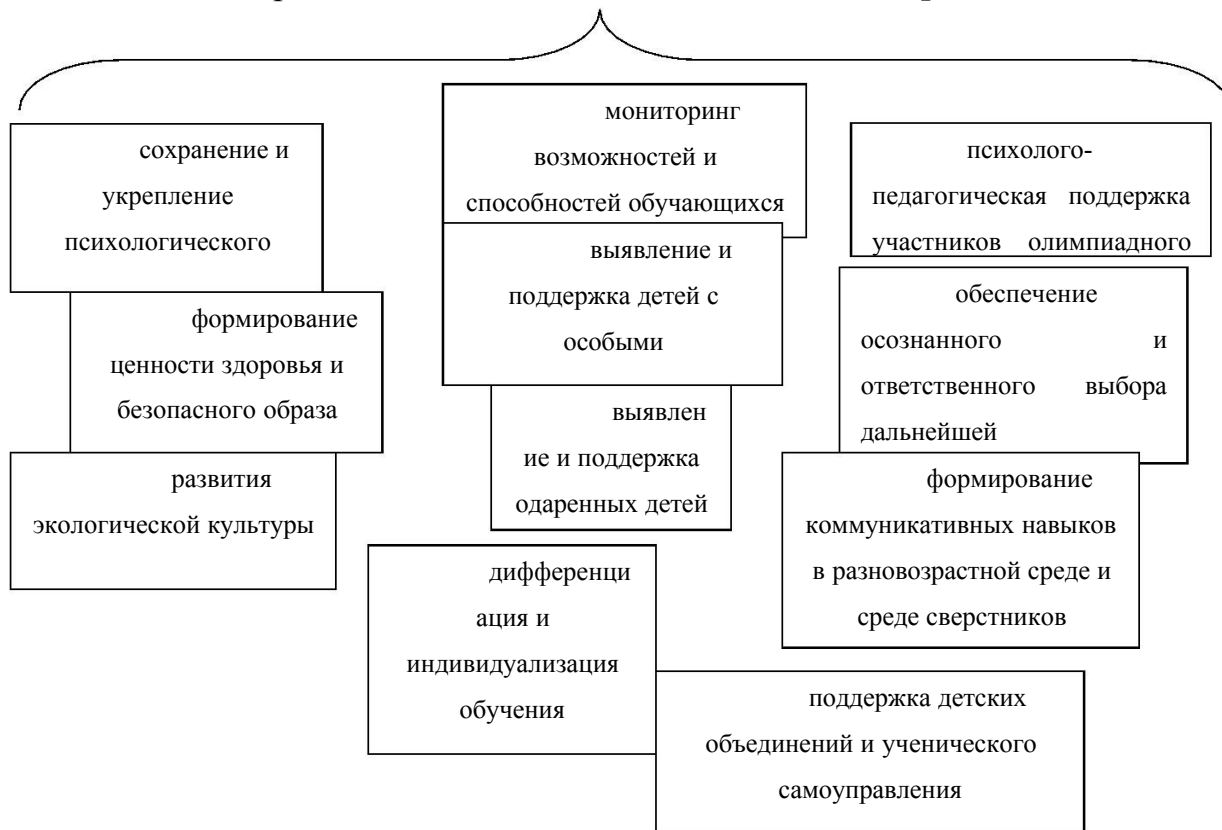 сохранение и
укрепление
психологического
формирование
ценности здоровья и
безопасного образа
развития
экологической культуры
мониторинг
возможностей и
способностей обучающихся
выявление и
поддержка детей с
особыми
выявлен
ие и поддержка
одаренных детей
дифференци
ация и
индивидуализация
обучения
психолого-
педагогическая поддержка
участников олимпиадного
обеспечение
осознанного и
ответственного выбора
дальнейшей
формирование
коммуникативных навыков
в разновозрастной среде и
среде сверстников
поддержка детских
объединений и ученического
самоуправления